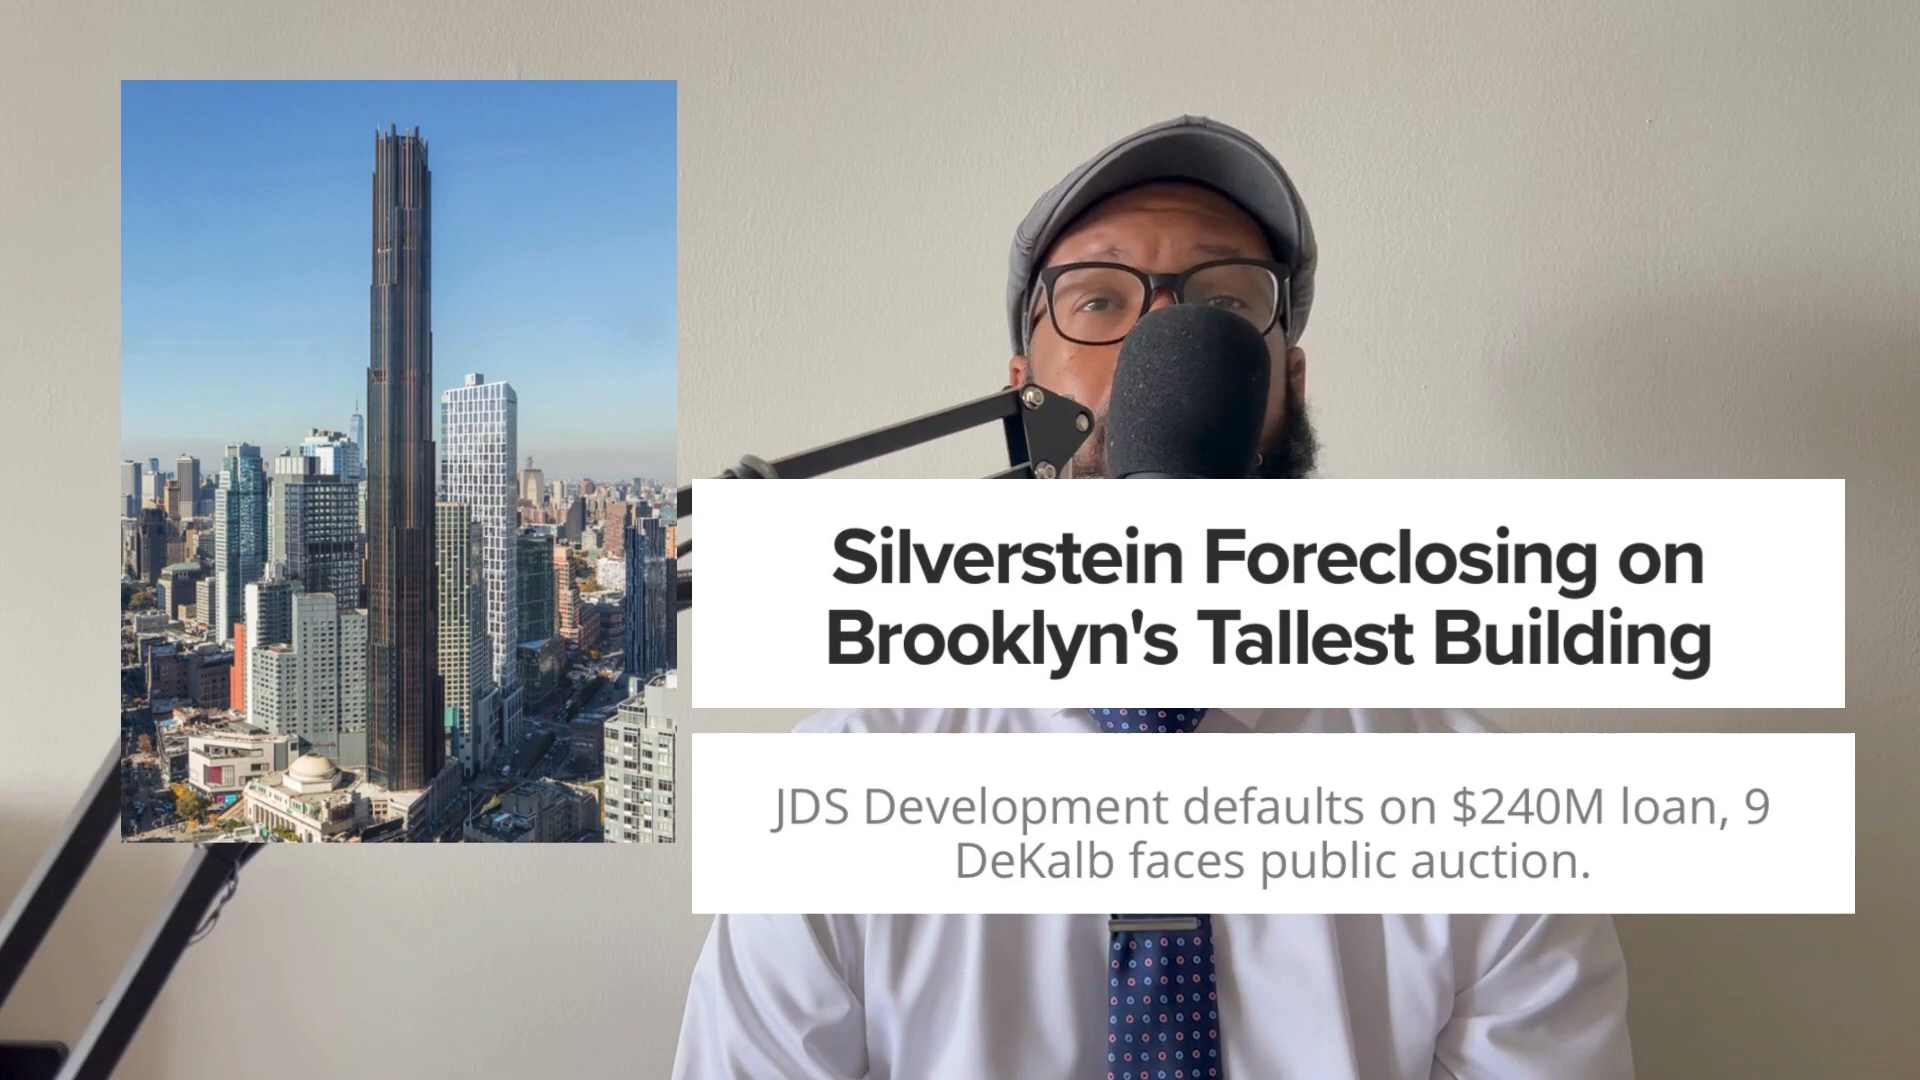 Silverstein Foreclosing on
Brooklyn's Tallest Building
JDS Development defaults on $240M loan, 9
DeKalb faces public auction.